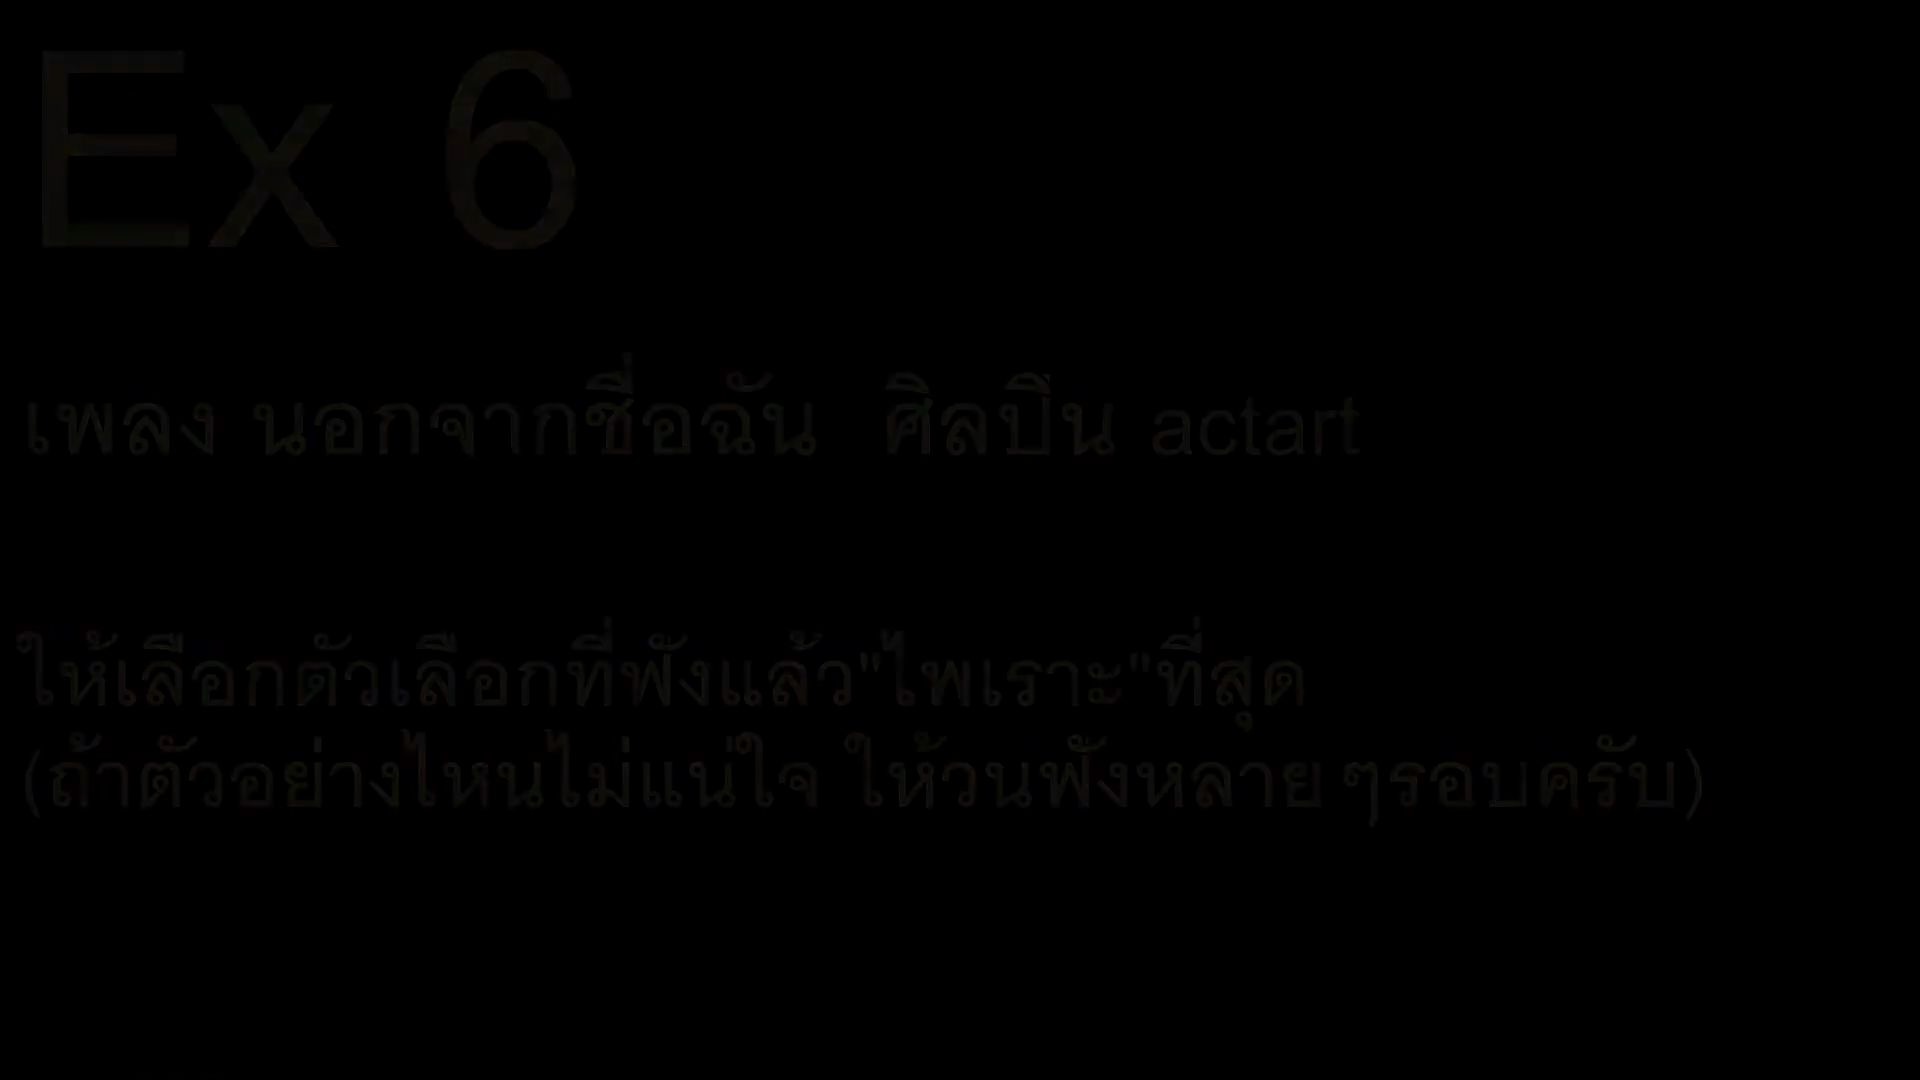 Ex 6
เพลง นอกจากชื่อฉัน ศิลปิน actart
ให้เลือกตัวเลือกที่ฟังแล้ว"ไพเราะ"ที่สุด
(ถ้าตัวอย่างไหนไม่แน่ใจ ให้วนฟังหลายๆรอบครับ)